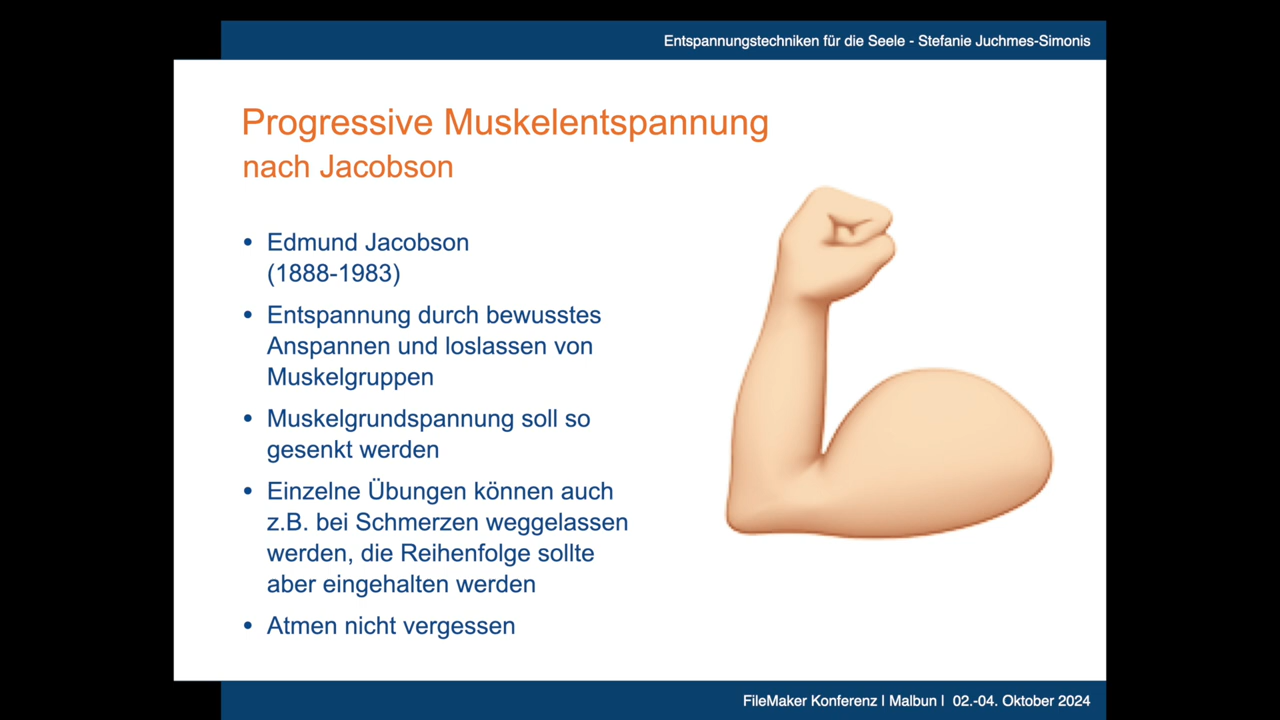 Entspannungstechniken für die Seele - Stefanie Juchmes-Simonis
Progressive Muskelentspannung
nach Jacobson
• Edmund Jacobson
(1888-1983)
• Entspannung durch bewusstes
Anspannen und loslassen von
Muskelgruppen
• Muskelgrundspannung soll so
gesenkt werden
• Einzelne Übungen können auch
z.B. bei Schmerzen weggelassen
werden, die Reihenfolge sollte
aber eingehalten werden
• Atmen nicht vergessen
FileMaker Konferenz I Malbun I 02.-04. Oktober 2024